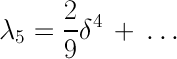 λ₅ = 2/9 δ⁴ + ...